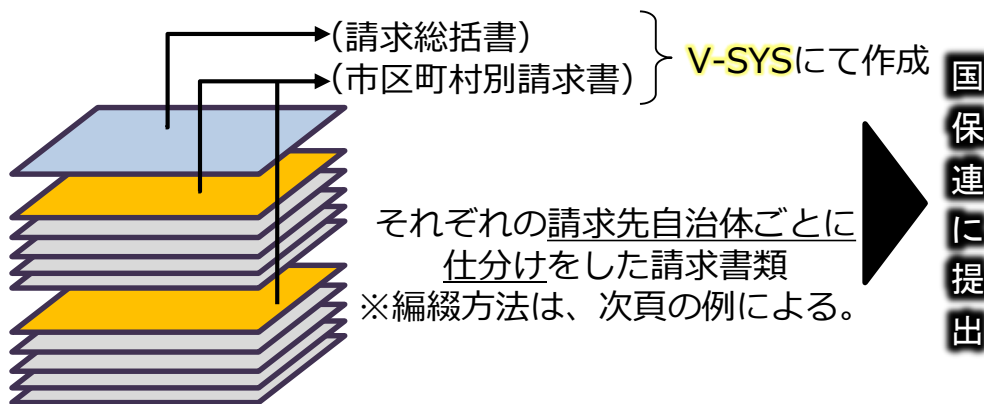 (請求総括書)
(市区町村別請求書)
V-SYSにて作成
それぞれの請求先自治体ごとに
仕分けをした請求書類
※編綴方法は、次頁の例による。
国保連に提出